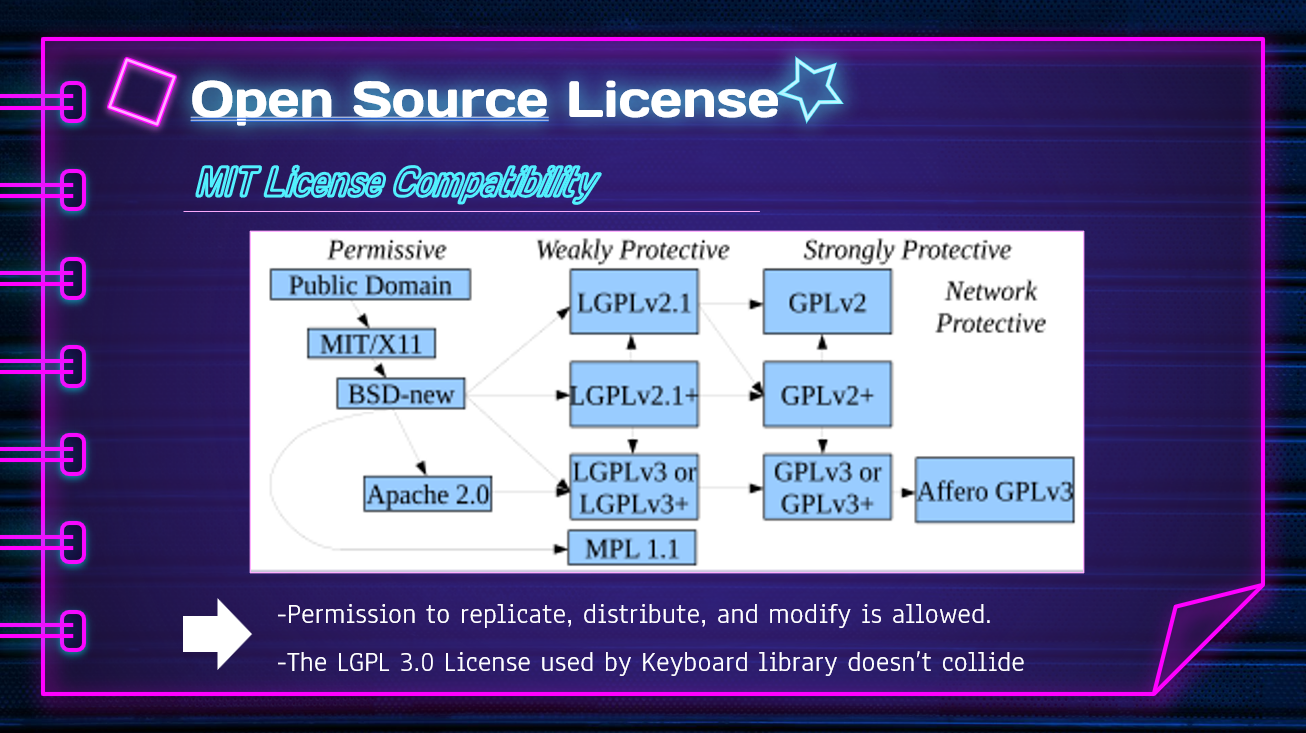 Open Source License
MIT License Compatibility
Permissive
Weakly Protective
Strongly Protective
Public Domain
LGPLv2.1
GPLv2
Network
Protective
MIT/X11
BSD-new
LGPLv2.1+
GPLv2+
Apache 2.0
LGPLv3 or
LGPLv3+
GPLv3 or
GPLv3+
Affero GPLv3
MPL 1.1
-Permission to replicate, distribute, and modify is allowed.
-The LGPL 3.0 License used by Keyboard library doesn't collide